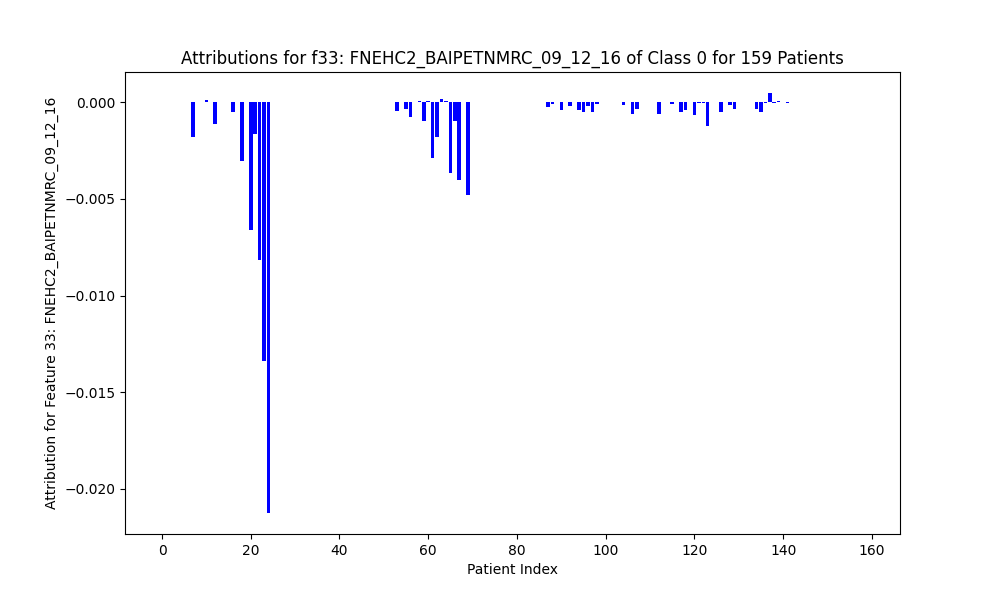 Attributions for f33: FNEHC2_BAIPETNMRC_09_12_16 of Class 0 for 159 Patients
Attribution for Feature 33: FNEHC2_BAIPETNMRC_09_12_16
0.000
−0.005
−0.010
−0.015
−0.020
0 20 40 60 80 100 120 140 160
Patient Index